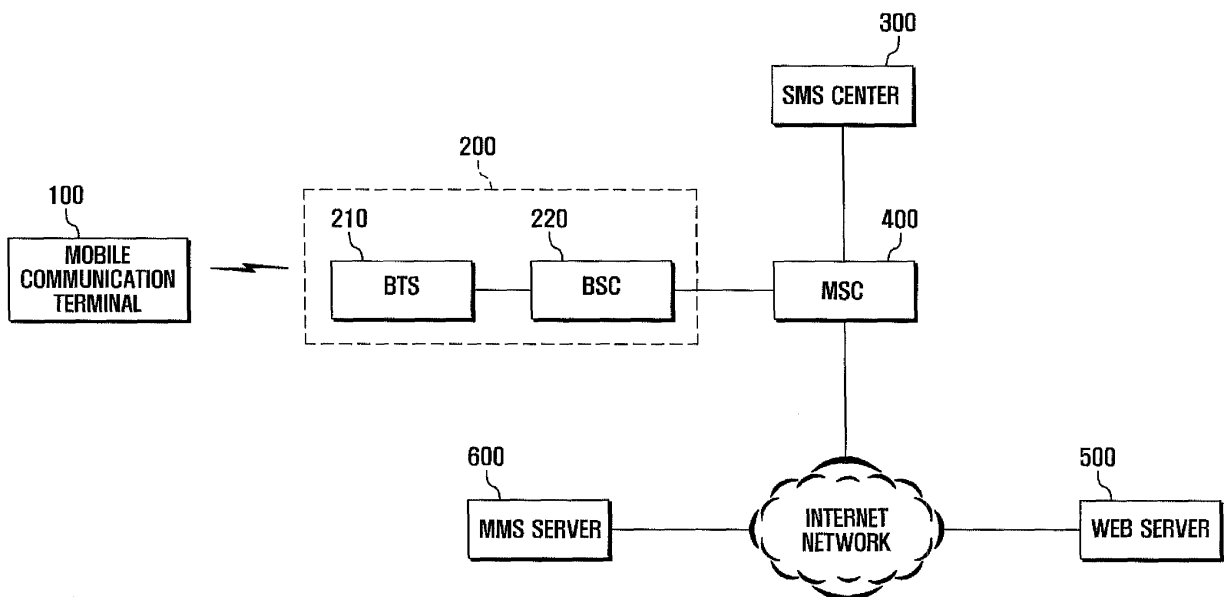 300
SMS CENTER
200
100
210
220
400
MOBILE
COMMUNICATION
TERMINAL
BTS
BSC
MSC
600
500
MMS SERVER
INTERNET
NETWORK
WEB SERVER